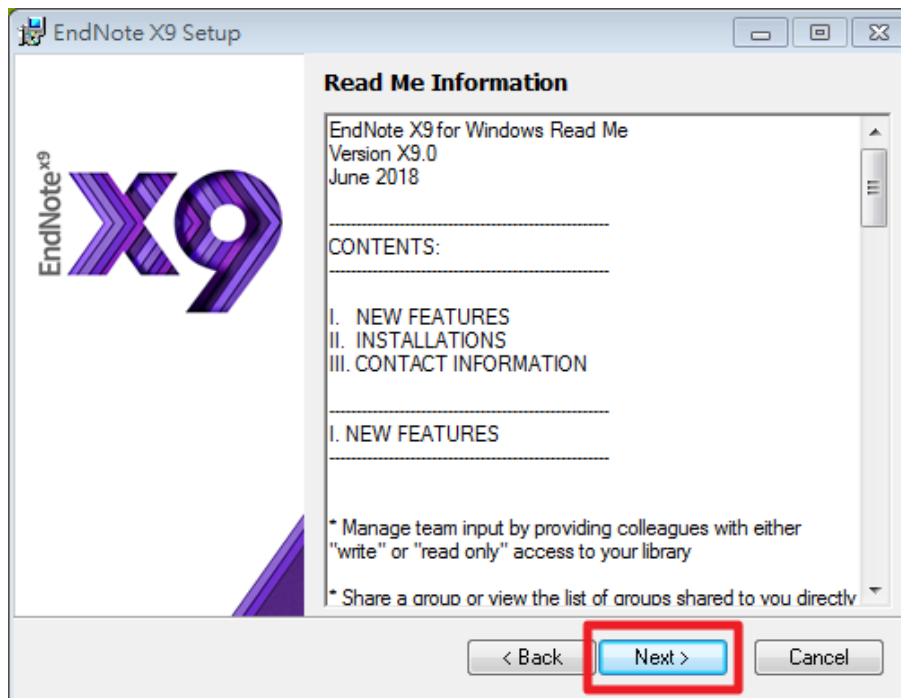 EndNote X9 Setup
EndNote x9
X9
Read Me Information
EndNote X9 for Windows Read Me
Version X9.0
June 2018
------------------------------------------------------
CONTENTS:
------------------------------------------------------
I. NEW FEATURES
II. INSTALLATIONS
III. CONTACT INFORMATION
------------------------------------------------------
I. NEW FEATURES
------------------------------------------------------
* Manage team input by providing colleagues with either
"write" or "read only" access to your library
* Share a group or view the list of groups shared to you directly
< Back
Next >
Cancel